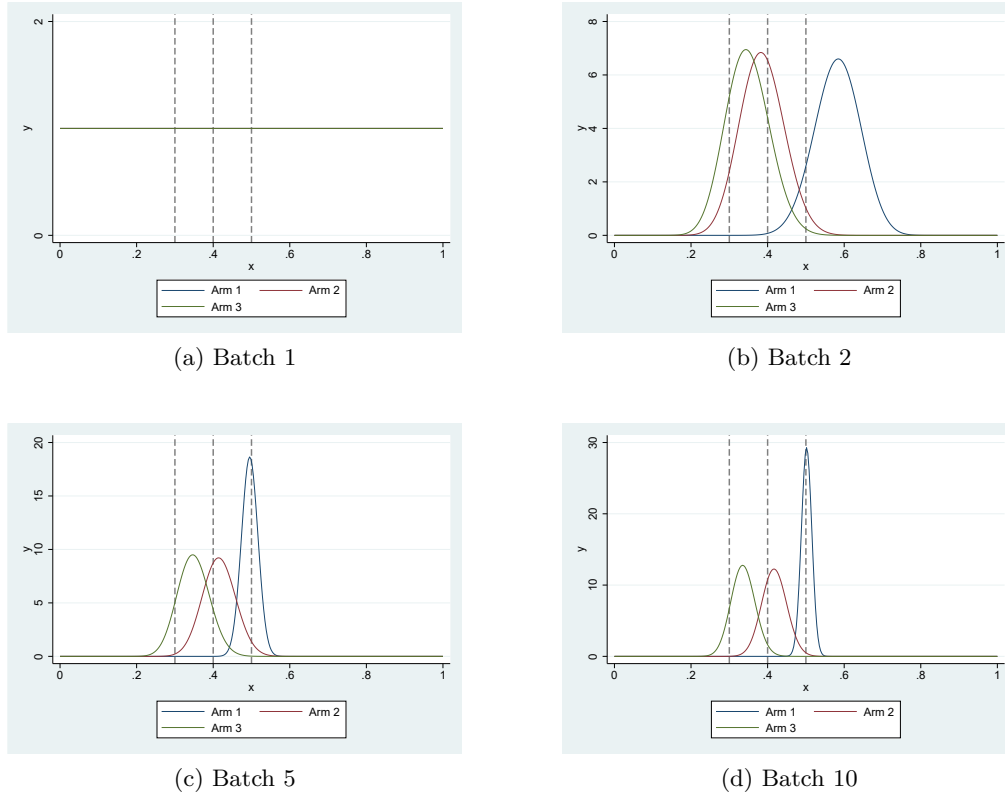 2
y
0
0 .2 .4 .6 .8 1
x
Arm 1 Arm 2
Arm 3
(a) Batch 1
8
6
y
4
2
0
0 .2 .4 .6 .8 1
x
Arm 1 Arm 2
Arm 3
(b) Batch 2
20
15
y
10
5
0
0 .2 .4 .6 .8 1
x
Arm 1 Arm 2
Arm 3
(c) Batch 5
30
20
y
10
0
0 .2 .4 .6 .8 1
x
Arm 1 Arm 2
Arm 3
(d) Batch 10